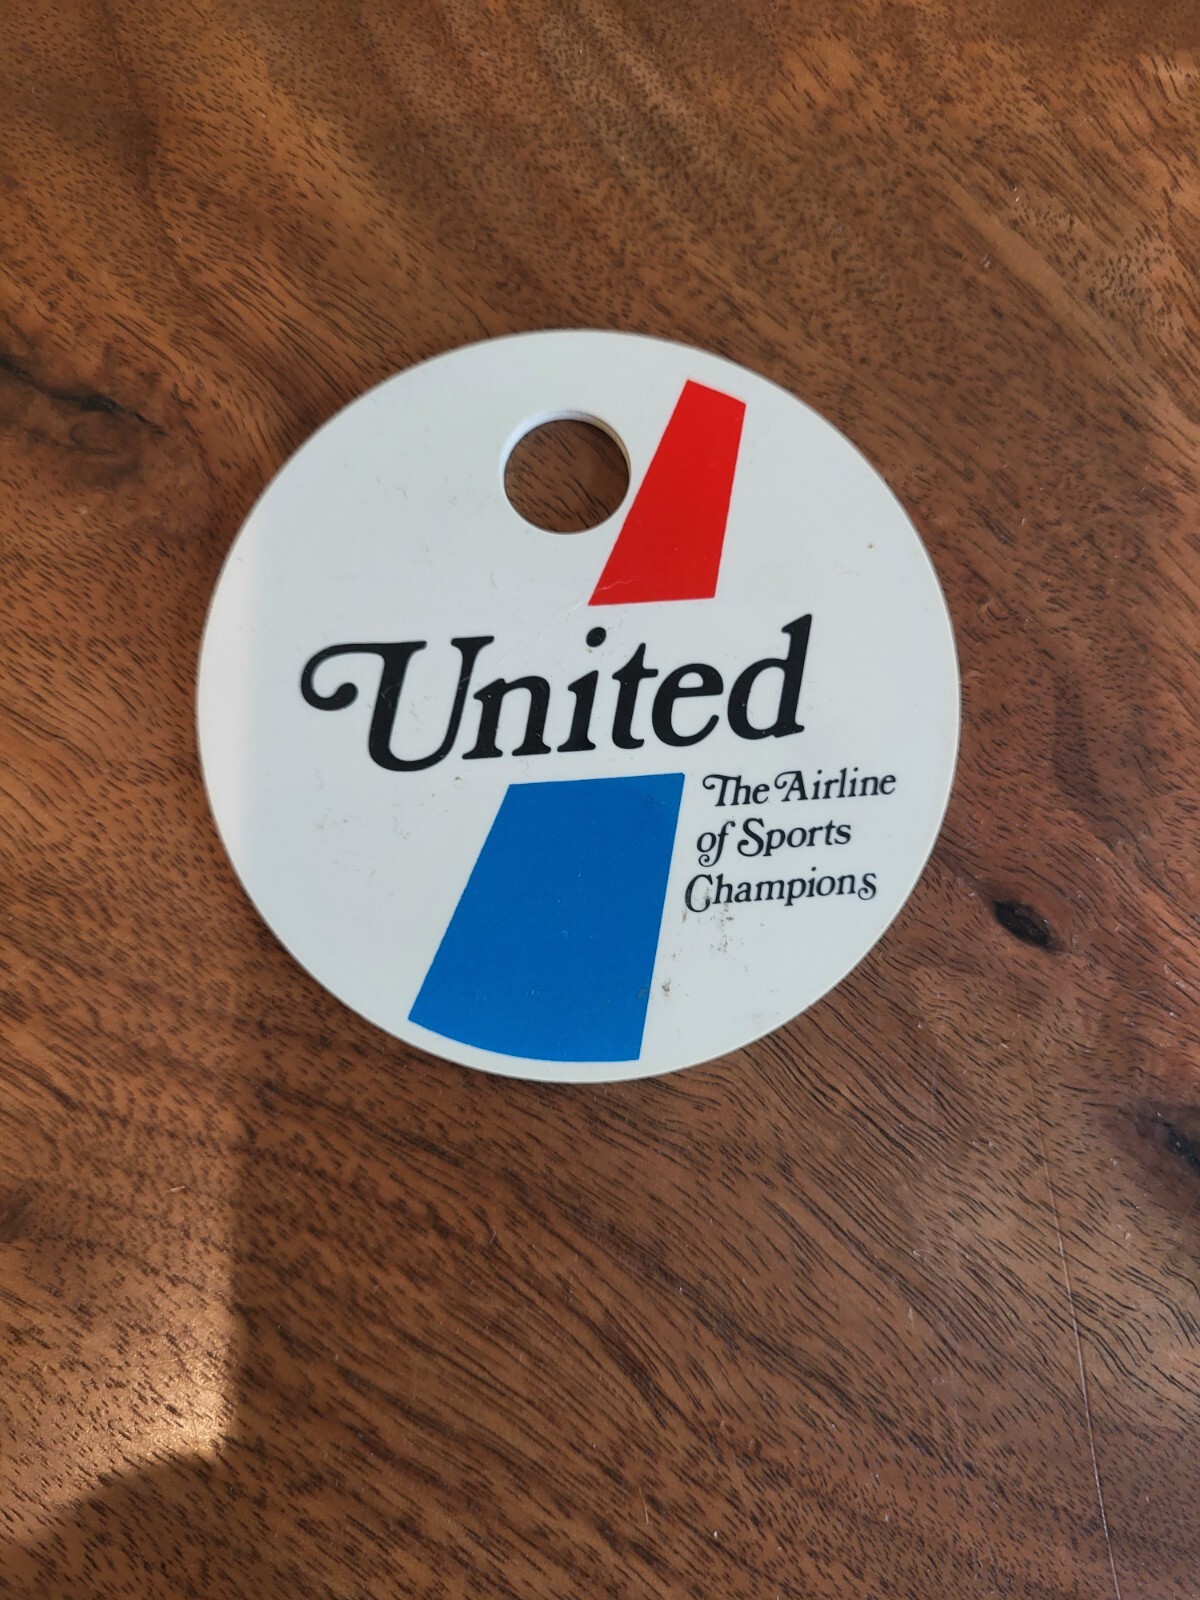 United
The Airline
of Sports
Champions